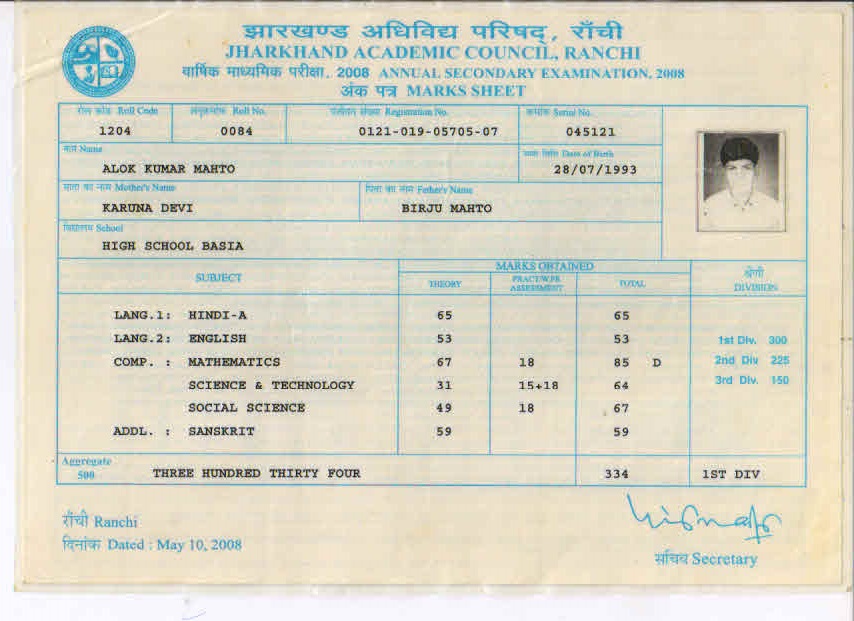 झारखण्ड अधिविद्य परिषद्, राँची
JHARKHAND ACADEMIC COUNCIL, RANCHI
वार्षिक माध्यमिक परीक्षा, 2008 ANNUAL SECONDARY EXAMINATION, 2008
अंक पत्र MARKS SHEET
रोल कोड Roll Code अनुक्रमांक Roll No. पंजीयन संख्या Registration No. क्रमांक Serial No.
1204 0084 0121-019-05705-07 045121
नाम Name जन्म तिथि Date of Birth
ALOK KUMAR MAHTO 28/07/1993
माता का नाम Mother's Name पिता का नाम Father's Name
KARUNA DEVI BIRJU MAHTO
विद्यालय School
HIGH SCHOOL BASIA
SUBJECT MARKS OBTAINED श्रेणी DIVISION
THEORY PRACT/W.P.R. ASSESSMENT TOTAL
LANG.1: HINDI-A 65 65
LANG.2: ENGLISH 53 53 1st Div. 300
COMP. : MATHEMATICS 67 18 85 D 2nd Div 225
SCIENCE & TECHNOLOGY 31 15+18 64 3rd Div. 150
SOCIAL SCIENCE 49 18 67
ADDL. : SANSKRIT 59 59
Aggregate
500 THREE HUNDRED THIRTY FOUR 334 1ST DIV
राँची Ranchi
दिनांक Dated : May 10, 2008
सचिव Secretary